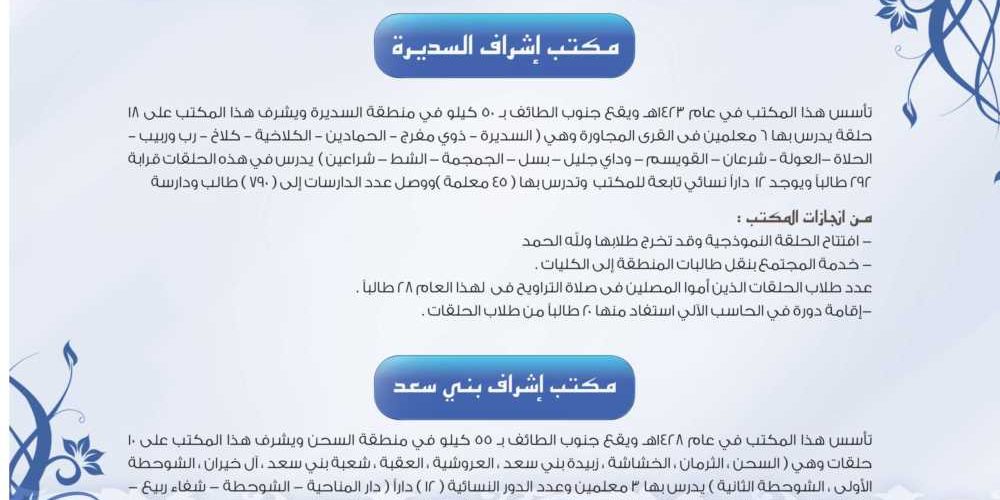 مكتب إشراف السديرة
تأسس هذا المكتب في عام ١٤٢٣هـ ويقع جنوب الطائف بـ ٥٠ كيلو في منطقة السديرة ويشرف هذا المكتب على ١٨
حلقة يدرس بها ٦ معلمين فى القرى المجاورة وهي ( السديرة – ذوي مفرح – الحمادين – الكلاخية – كلاخ – رب وربيب –
الحلاة –العولة – شرعان – القويسم – وداي جليل – بسل – الجمجمة – الشط – شراعين ) يدرس في هذه الحلقات قرابة
٢٩٢ طالباً ويوجد ١٢ داراً نسائي تابعة للمكتب وتدرس بها ( ٤٥ معلمة )ووصل عدد الدارسات إلى ( ٧٩٠ ) طالب ودارسة
من انجازات المكتب :
– افتتاح الحلقة النموذجية وقد تخرج طلابها ولله الحمد
– خدمة المجتمع بنقل طالبات المنطقة إلى الكليات .
عدد طلاب الحلقات الذين أموا المصلين فى صلاة التراويح فى لهذا العام ٢٨ طالباً .
–إقامة دورة في الحاسب الآلي استفاد منها ٢٠ طالباً من طلاب الحلقات .
مكتب إشراف بني سعد
تأسس هذا المكتب في عام ١٤٢٨هـ ويقع جنوب الطائف بـ ٥٥ كيلو في منطقة السحن ويشرف هذا المكتب على ١٠
حلقات وهي ( السحن ، الثرمان ، الخشاشة ، زبيدة بني سعد ، العروشية ، العقبة ، شعبة بني سعد ، آل خيران ، الشوحطة
الأولى ، الشوحطة الثانية ) يدرس بها ٣ معلمين وعدد الدور النسائية ( ١٢ ) داراً ( دار المناحية – الشوحطة – شفاء ربيع –